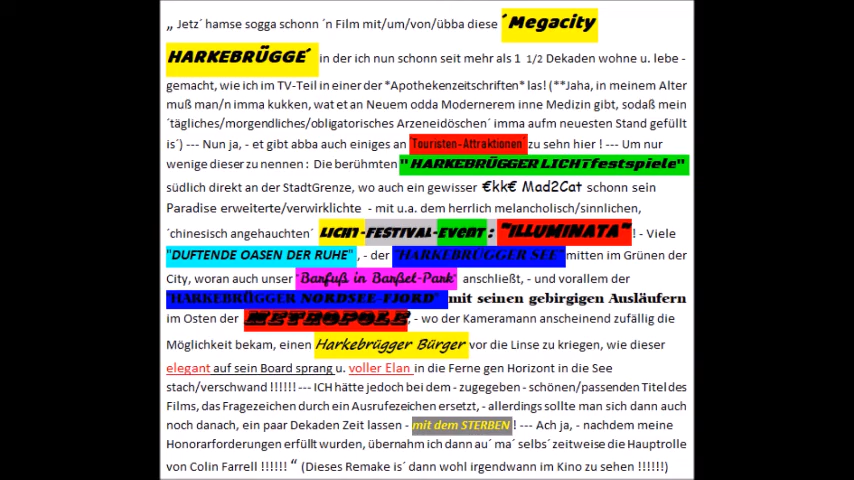 „ Jetz´ hamse sogga schonn ´n Film mit/um/von/übba diese ´Megacity
HARKEBRÜGGE´ in der ich nun schonn seit mehr als 1 1/2 Dekaden wohne u. lebe -
gemacht, wie ich im TV-Teil in einer der *Apothekenzeitschriften* las! (**Jaha, in meinem Alter
muß man/n imma kukken, wat et an Neuem odda Modernerem inne Medizin gibt, sodaß mein
´tägliches/morgendliches/obligatorisches Arzeneidöschen´ imma aufm neuesten Stand gefüllt
is´) --- Nun ja, - et gibt abba auch einiges an ´Touristen-Attraktionen´ zu sehn hier ! --- Um nur
wenige dieser zu nennen : Die berühmten "HARKEBRÜGGER LICHTfestspiele"
südlich direkt an der StadtGrenze, wo auch ein gewisser €kk€ Mad2Cat schonn sein
Paradise erweiterte/verwirklichte - mit u.a. dem herrlich melancholisch/sinnlichen,
´chinesisch angehauchten´ LICHT-FESTIVAL-EVENT : "ILLUMINATA" ! - Viele
"DUFTENDE OASEN DER RUHE" , - der "HARKEBRÜGGER SEE" mitten im Grünen der
City, woran auch unser ´Barfuß in Barßel-Park´ anschließt, - und vorallem der
"HARKEBRÜGGER NORDSEE-FJORD" mit seinen gebirgigen Ausläufern
im Osten der METROPOLE, - wo der Kameramann anscheinend zufällig die
Möglichkeit bekam, einen Harkebrügger Bürger vor die Linse zu kriegen, wie dieser
elegant auf sein Board sprang u. voller Elan in die Ferne gen Horizont in die See
stach/verschwand !!!!!! --- ICH hätte jedoch bei dem - zugegeben - schönen/passenden Titel des
Films, das Fragezeichen durch ein Ausrufezeichen ersetzt, - allerdings sollte man sich dann auch
noch danach, ein paar Dekaden Zeit lassen - mit dem STERBEN ! --- Ach ja, - nachdem meine
Honorarforderungen erfüllt wurden, übernahm ich dann au´ ma´ selbs´ zeitweise die Hauptrolle
von Colin Farrell !!!!!! “ (Dieses Remake is´ dann wohl irgendwann im Kino zu sehen !!!!!!)